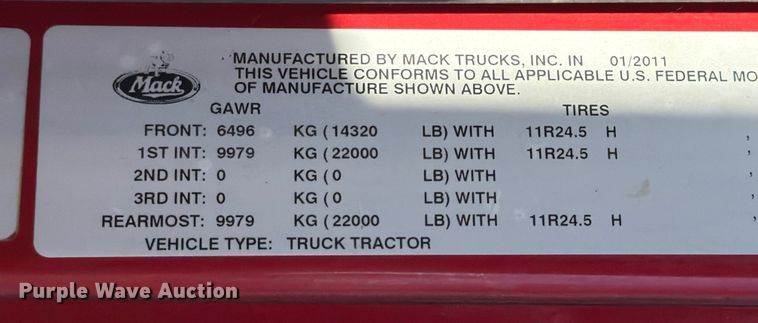 Mack
MANUFACTURED BY MACK TRUCKS, INC. IN 01/2011
THIS VEHICLE CONFORMS TO ALL APPLICABLE U.S. FEDERAL MO
OF MANUFACTURE SHOWN ABOVE.
GAWR TIRES
FRONT: 6496 KG ( 14320 LB) WITH 11R24.5 H ,
1ST INT: 9979 KG ( 22000 LB) WITH 11R24.5 H ,
2ND INT: 0 KG ( 0 LB) WITH ,
3RD INT: 0 KG ( 0 LB) WITH ,
REARMOST: 9979 KG ( 22000 LB) WITH 11R24.5 H ,
VEHICLE TYPE: TRUCK TRACTOR
Purple Wave Auction